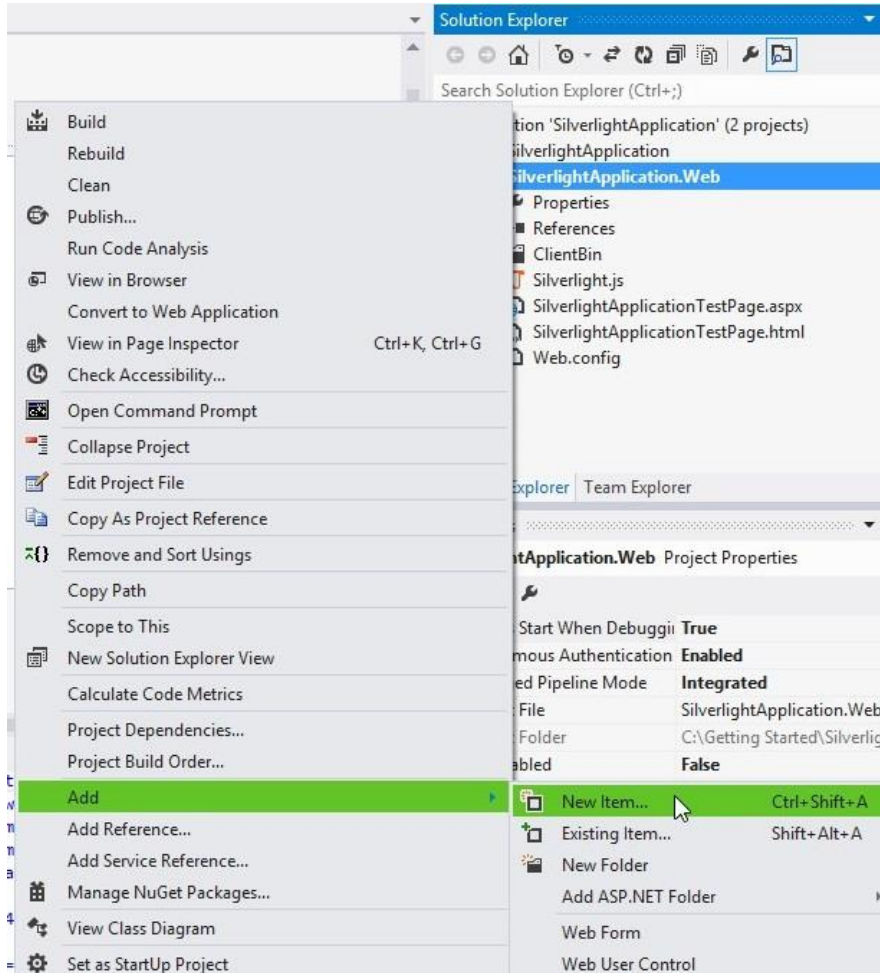 Solution Explorer
Search Solution Explorer (Ctrl+;)
tion 'SilverlightApplication' (2 projects)
ilverlightApplication
ilverlightApplication.Web
Properties
References
ClientBin
Silverlight.js
SilverlightApplicationTestPage.aspx
SilverlightApplicationTestPage.html
Web.config
Explorer Team Explorer
tApplication.Web Project Properties
Start When Debuggin True
mous Authentication Enabled
ed Pipeline Mode Integrated
File SilverlightApplication.Web
Folder C:\Getting Started\Silverlig
abled False
Build
Rebuild
Clean
Publish...
Run Code Analysis
View in Browser
Convert to Web Application
View in Page Inspector Ctrl+K, Ctrl+G
Check Accessibility...
Open Command Prompt
Collapse Project
Edit Project File
Copy As Project Reference
Remove and Sort Usings
Copy Path
Scope to This
New Solution Explorer View
Calculate Code Metrics
Project Dependencies...
Project Build Order...
Add
Add Reference...
Add Service Reference...
Manage NuGet Packages...
View Class Diagram
Set as StartUp Project
New Item... Ctrl+Shift+A
Existing Item... Shift+Alt+A
New Folder
Add ASP.NET Folder
Web Form
Web User Control